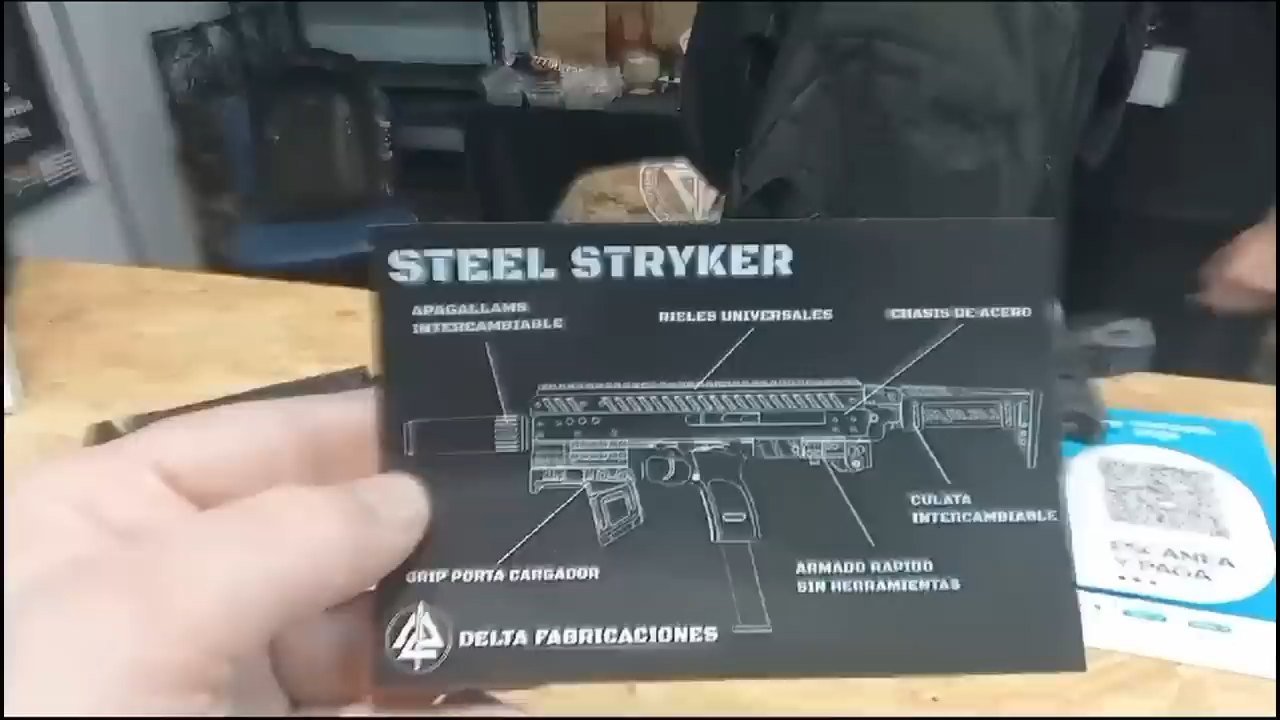 STEEL STRYKER
APAGALLAMS
INTERCAMBIABLE
RIELES UNIVERSALES
CHASIS DE ACERO
CULATA
INTERCAMBIABLE
GRIP PORTA CARGADOR
ARMADO RAPIDO
SIN HERRAMIENTAS
DELTA FABRICACIONES
ESCANEA
Y PAGA